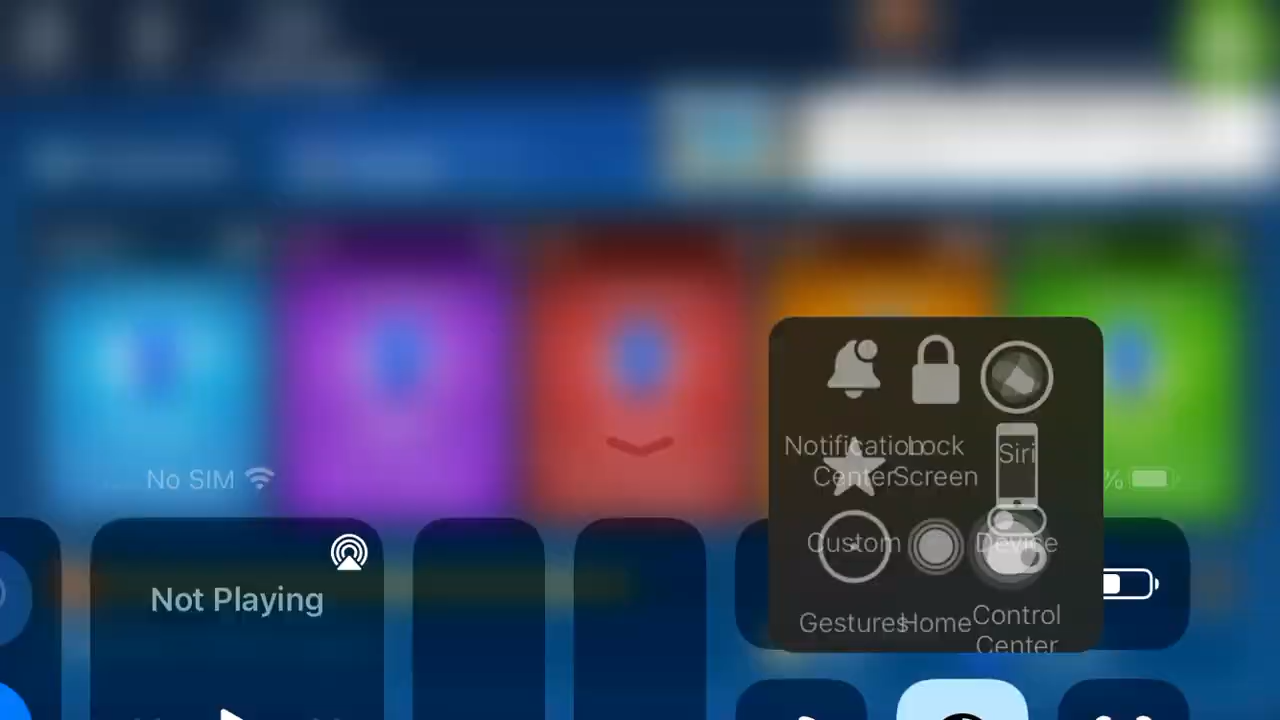 Notification
Center
Lock
Screen
Siri
No SIM
%
Custom
Device
Not Playing
Gestures
Home
Control
Center